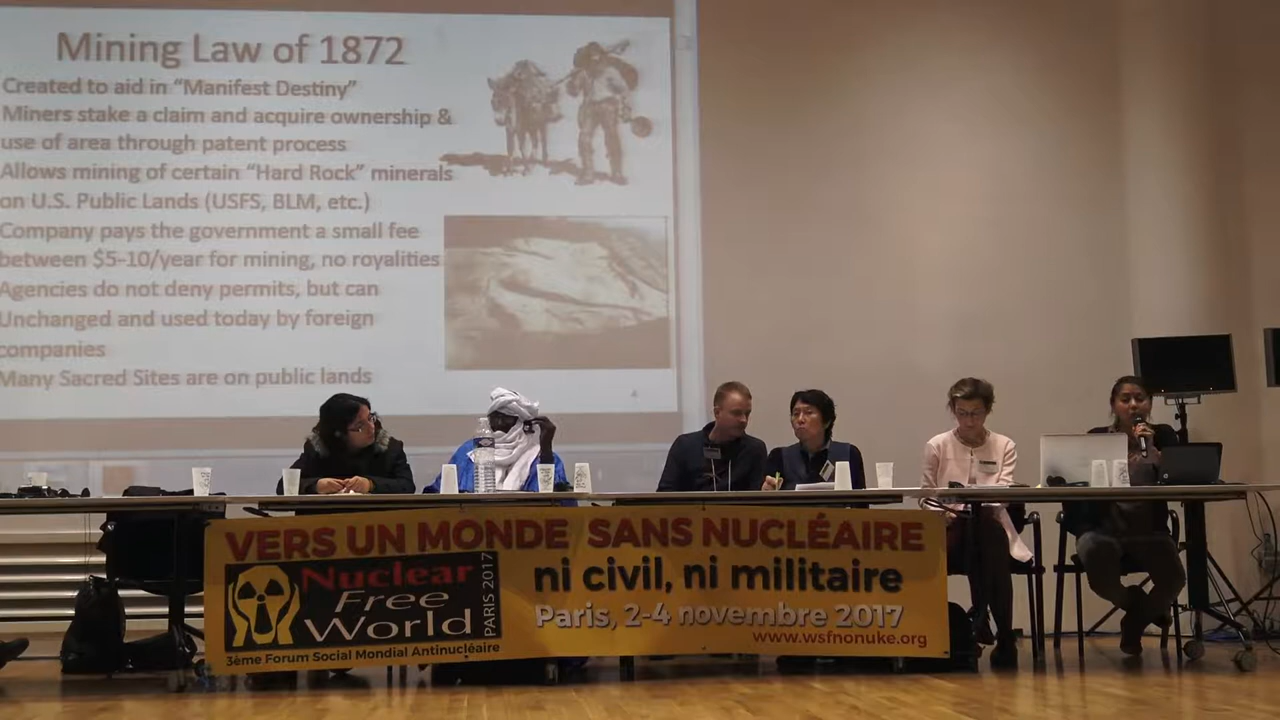 Mining Law of 1872
Created to aid in “Manifest Destiny”
Miners stake a claim and acquire ownership &
use of area through patent process
Allows mining of certain “Hard Rock” minerals
on U.S. Public Lands (USFS, BLM, etc.)
Company pays the government a small fee
between $5-10/year for mining, no royalities
Agencies do not deny permits, but can
Unchanged and used today by foreign
companies
Many Sacred Sites are on public lands
4
VERS UN MONDE SANS NUCLÉAIRE
ni civil, ni militaire
Paris, 2-4 novembre 2017
www.wsfnonuke.org
Nuclear
Free
World
PARIS 2017
3ème Forum Social Mondial Antinucléaire